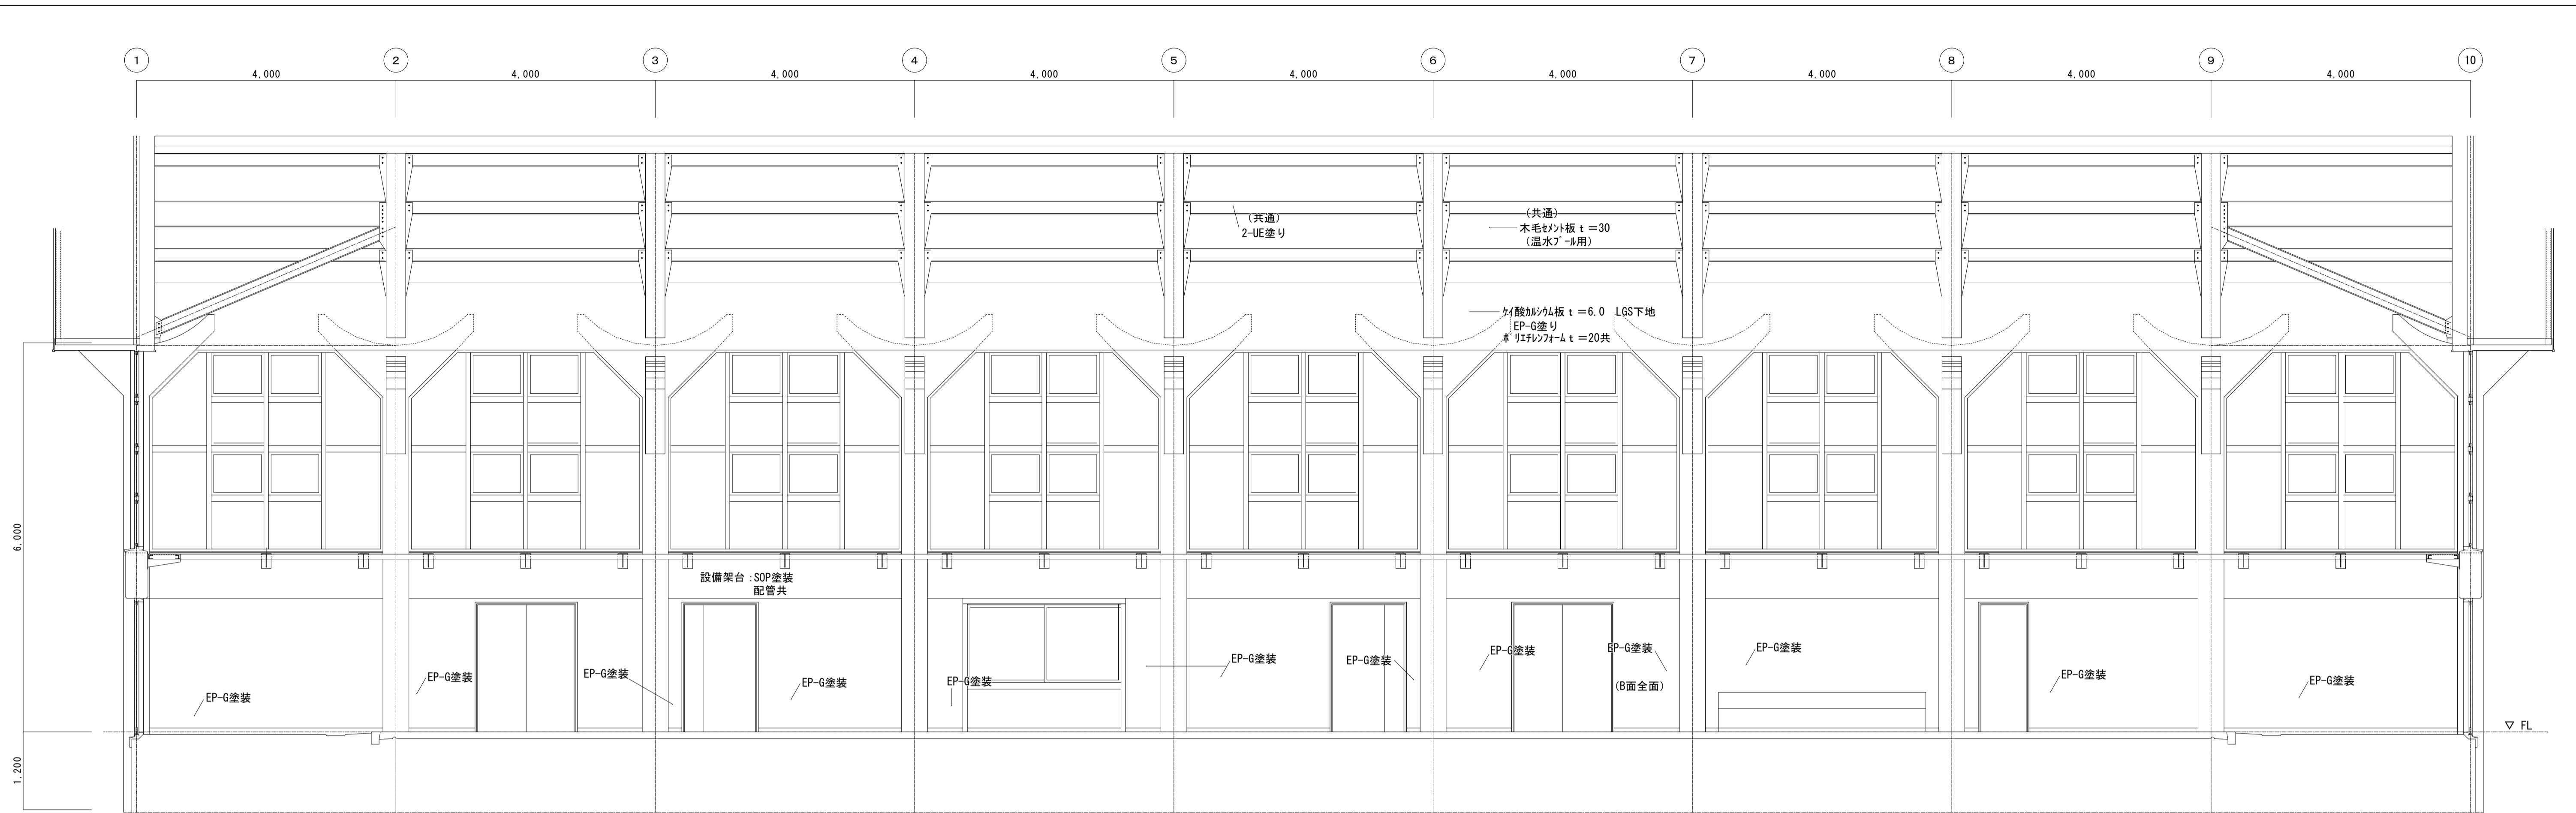 1 2 3 4 5 6 7 8 9 10
4,000 4,000 4,000 4,000 4,000 4,000 4,000 4,000 4,000
(共通)
2-UE塗り
(共通)
木毛ｾﾒﾝﾄ板 t =30
(温水ﾌﾟｰﾙ用)
ｹｲ酸ｶﾙｼｳﾑ板 t =6.0 LGS下地
EP-G塗り
ﾎﾟﾘｴﾁﾚﾝﾌｫｰﾑ t =20共
6,000
設備架台:SOP塗装
配管共
EP-G塗装
EP-G塗装
EP-G塗装
EP-G塗装
EP-G塗装
EP-G塗装
EP-G塗装
EP-G塗装
EP-G塗装
(B面全面)
EP-G塗装
EP-G塗装
EP-G塗装
▽ FL
1,200